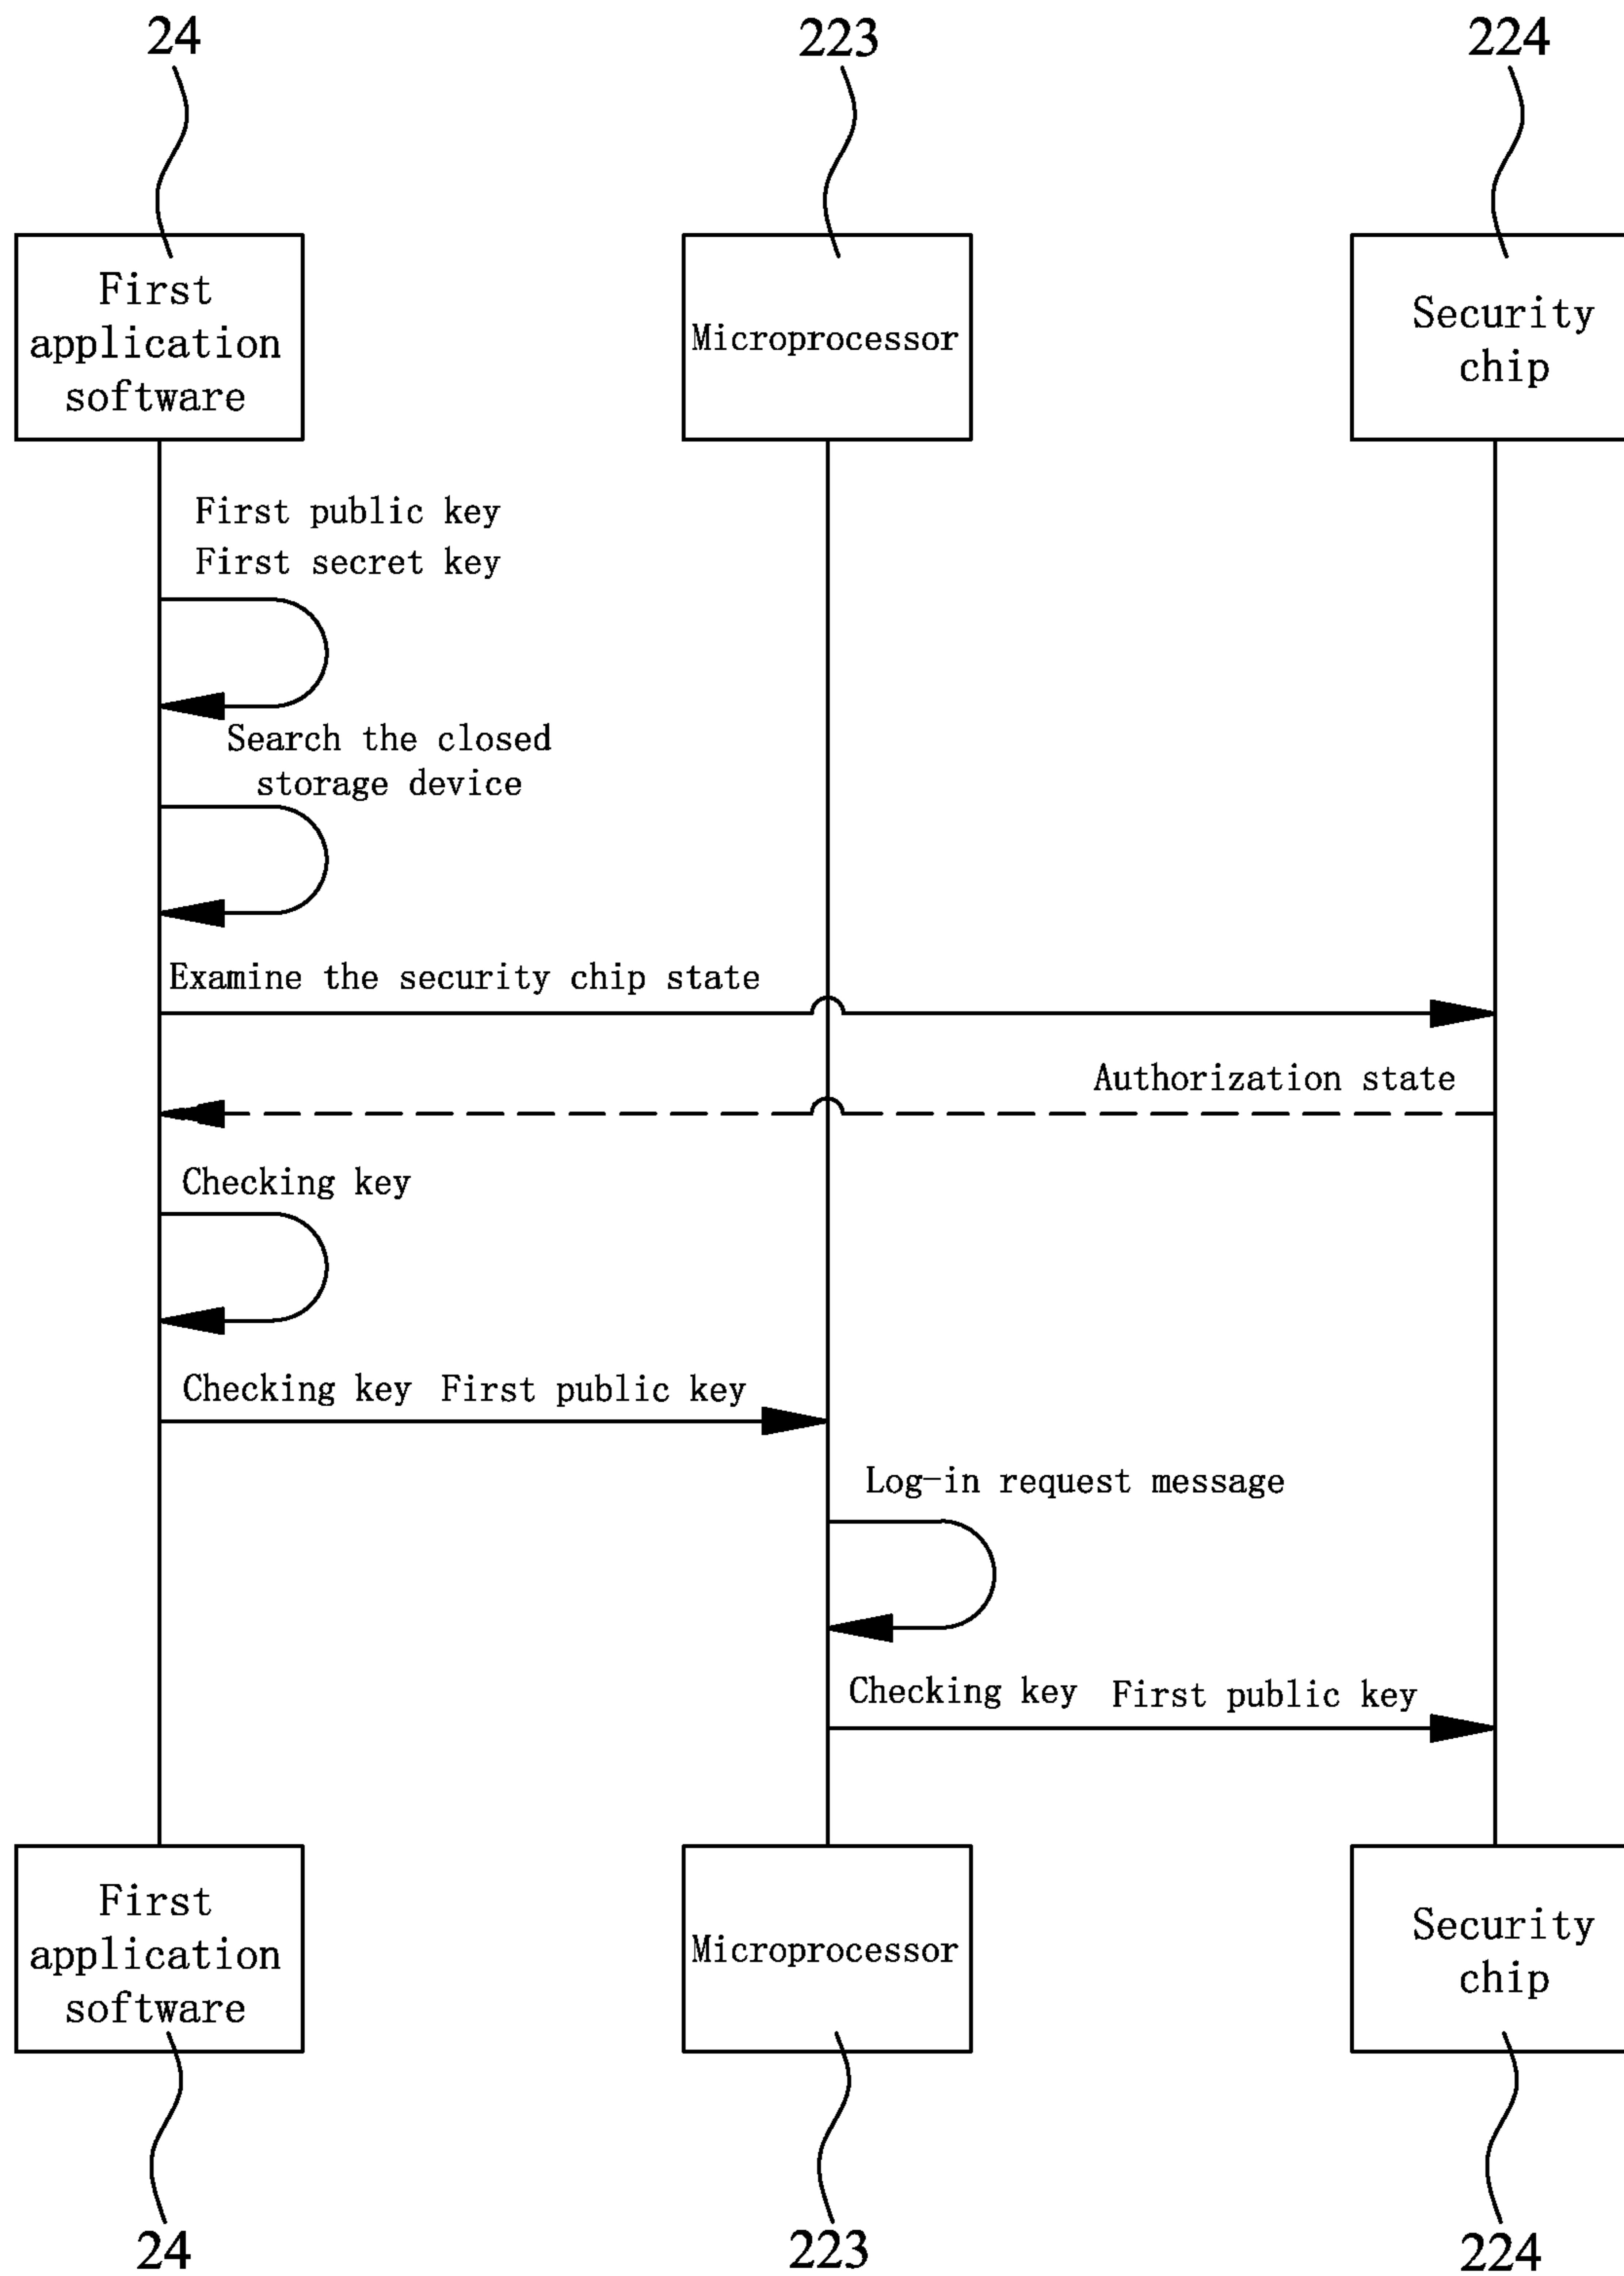 24
223
224
First
application
software
Microprocessor
Security
chip
First public key
First secret key
Search the closed
storage device
Examine the security chip state
Authorization state
Checking key
Checking key First public key
Log-in request message
Checking key First public key
First
application
software
Microprocessor
Security
chip
24
223
224